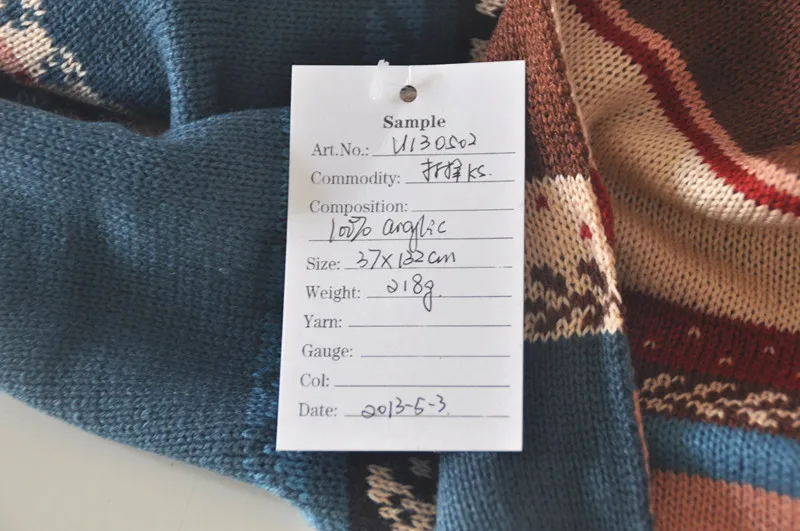 Sample
Art.No.: U130502
Commodity: KS.
Composition:
100% acrylic
Size: 37x132cm
Weight: 218g
Yarn:
Gauge:
Col:
Date: 2013-5-3